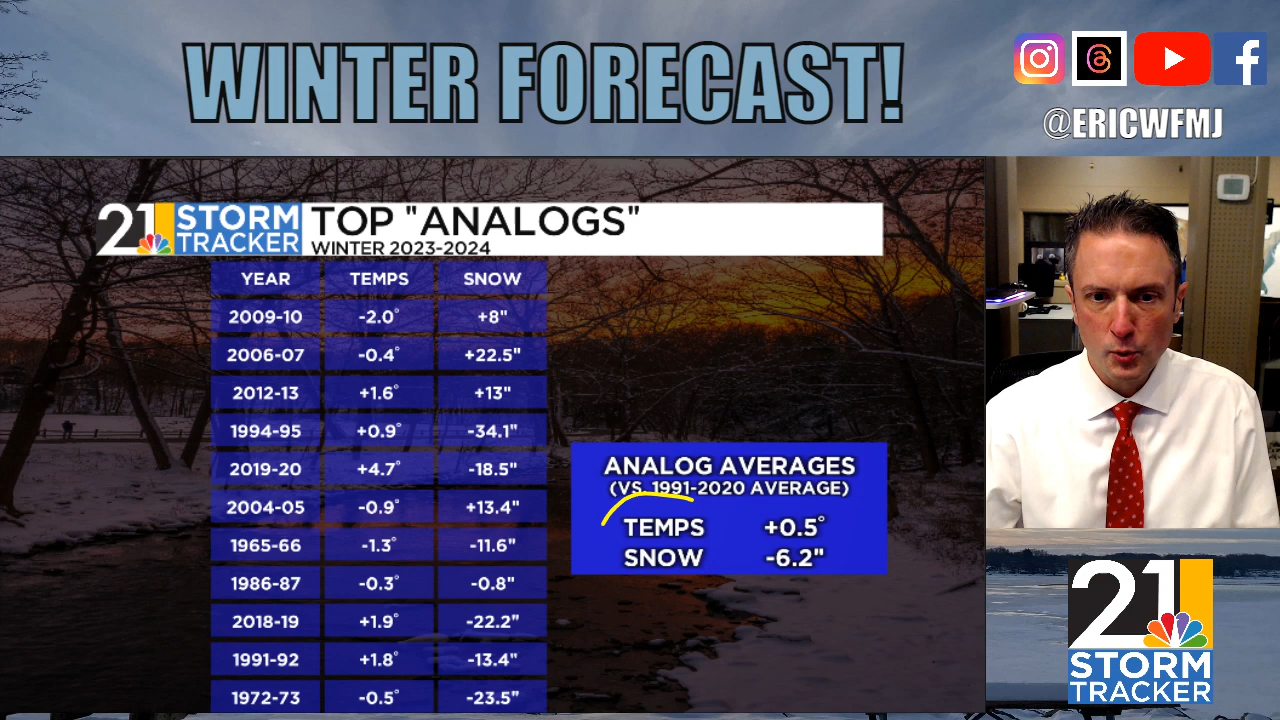 WINTER FORECAST!
@ERICWFMJ
21 STORM TRACKER
TOP "ANALOGS"
WINTER 2023-2024
YEAR TEMPS SNOW
2009-10 -2.0° +8"
2006-07 -0.4° +22.5"
2012-13 +1.6° +13"
1994-95 +0.9° -34.1"
2019-20 +4.7° -18.5"
2004-05 -0.9° +13.4"
1965-66 -1.3° -11.6"
1986-87 -0.3° -0.8"
2018-19 +1.9° -22.2"
1991-92 +1.8° -13.4"
1972-73 -0.5° -23.5"
ANALOG AVERAGES
(VS. 1991-2020 AVERAGE)
TEMPS +0.5°
SNOW -6.2"
21
STORM
TRACKER